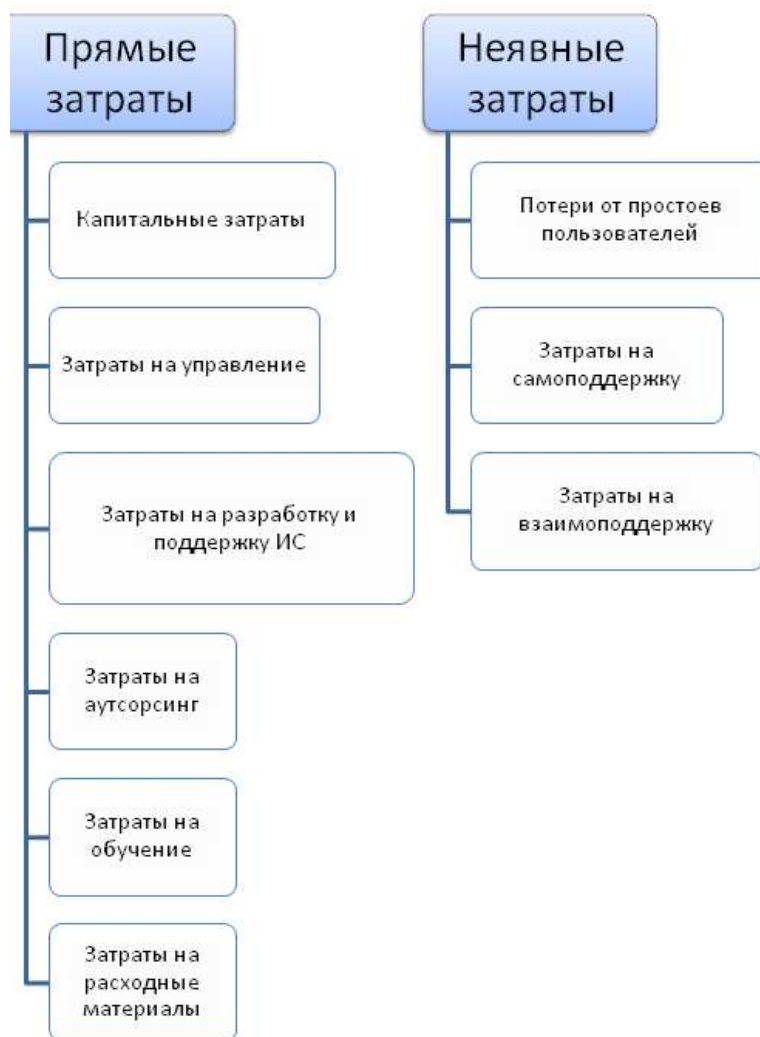 Прямые
затраты
Капитальные затраты
Затраты на управление
Затраты на разработку и
поддержку ИС
Затраты на
аутсорсинг
Затраты на
обучение
Затраты на
расходные
материалы
Неявные
затраты
Потери от простоев
пользователей
Затраты на
самоподдержку
Затраты на
взаимоподдержку